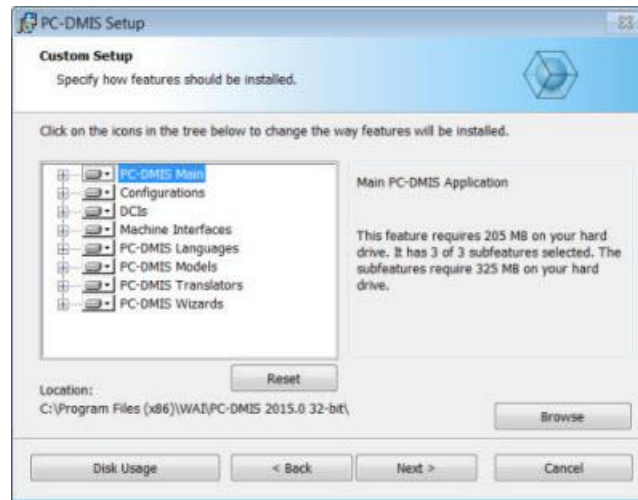 PC-DMIS Setup
Custom Setup
Specify how features should be installed.
Click on the icons in the tree below to change the way features will be installed.
PC-DMIS Main
Configurations
DCIs
Machine Interfaces
PC-DMIS Languages
PC-DMIS Models
PC-DMIS Translators
PC-DMIS Wizards
Main PC-DMIS Application
This feature requires 205 MB on your hard
drive. It has 3 of 3 subfeatures selected. The
subfeatures require 325 MB on your hard
drive.
Reset
Location:
C:\Program Files (x86)\WAI\PC-DMIS 2015.0 32-bit\
Browse
Disk Usage
< Back
Next >
Cancel